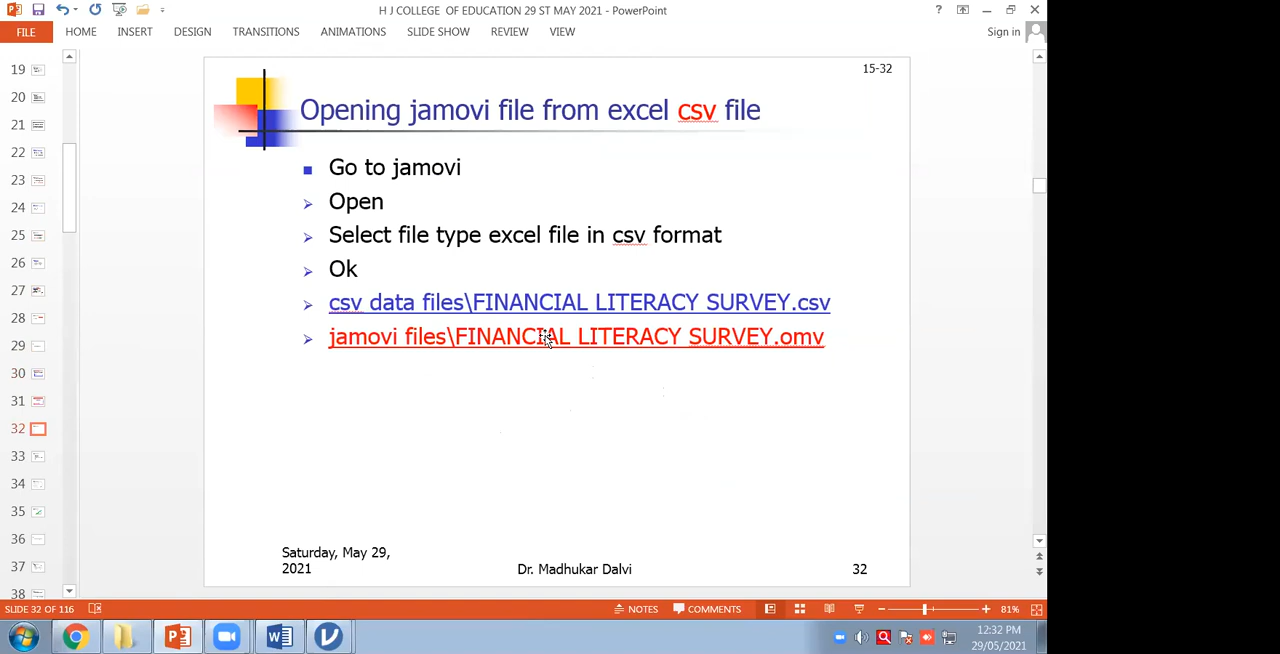 H J COLLEGE OF EDUCATION 29 ST MAY 2021 - PowerPoint
FILE HOME INSERT DESIGN TRANSITIONS ANIMATIONS SLIDE SHOW REVIEW VIEW Sign in
19
20
21
22
23
24
25
26
27
28
29
30
31
32
33
34
35
36
37
38
15-32
Opening jamovi file from excel csv file
Go to jamovi
Open
Select file type excel file in csv format
Ok
csv data files\FINANCIAL LITERACY SURVEY.csv
jamovi files\FINANCIAL LITERACY SURVEY.omv
Saturday, May 29,
2021
Dr. Madhukar Dalvi
32
SLIDE 32 OF 116 NOTES COMMENTS 81%
12:32 PM
29/05/2021